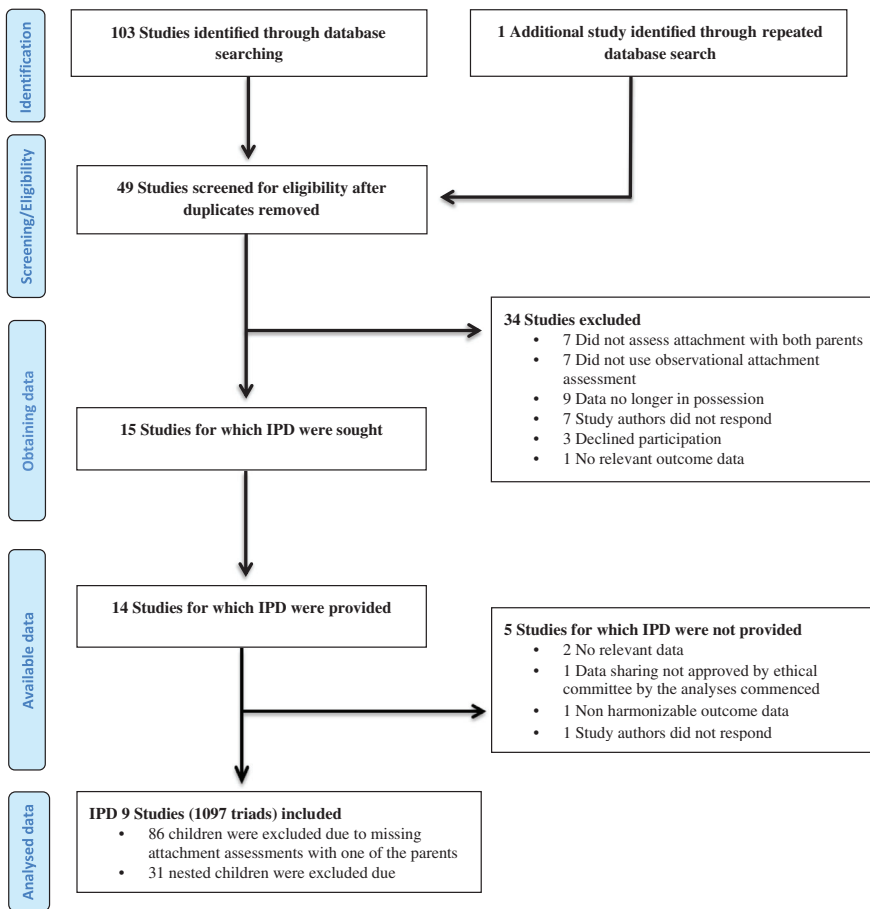 Identification
103 Studies identified through database
searching
1 Additional study identified through repeated
database search
Screening/Eligibility
49 Studies screened for eligibility after
duplicates removed
34 Studies excluded
• 7 Did not assess attachment with both parents
• 7 Did not use observational attachment
assessment
• 9 Data no longer in possession
• 7 Study authors did not respond
• 3 Declined participation
• 1 No relevant outcome data
Obtaining data
15 Studies for which IPD were sought
Available data
14 Studies for which IPD were provided
5 Studies for which IPD were not provided
• 2 No relevant data
• 1 Data sharing not approved by ethical
committee by the analyses commenced
• 1 Non harmonizable outcome data
• 1 Study authors did not respond
Analysed data
IPD 9 Studies (1097 triads) included
• 86 children were excluded due to missing
attachment assessments with one of the parents
• 31 nested children were excluded due